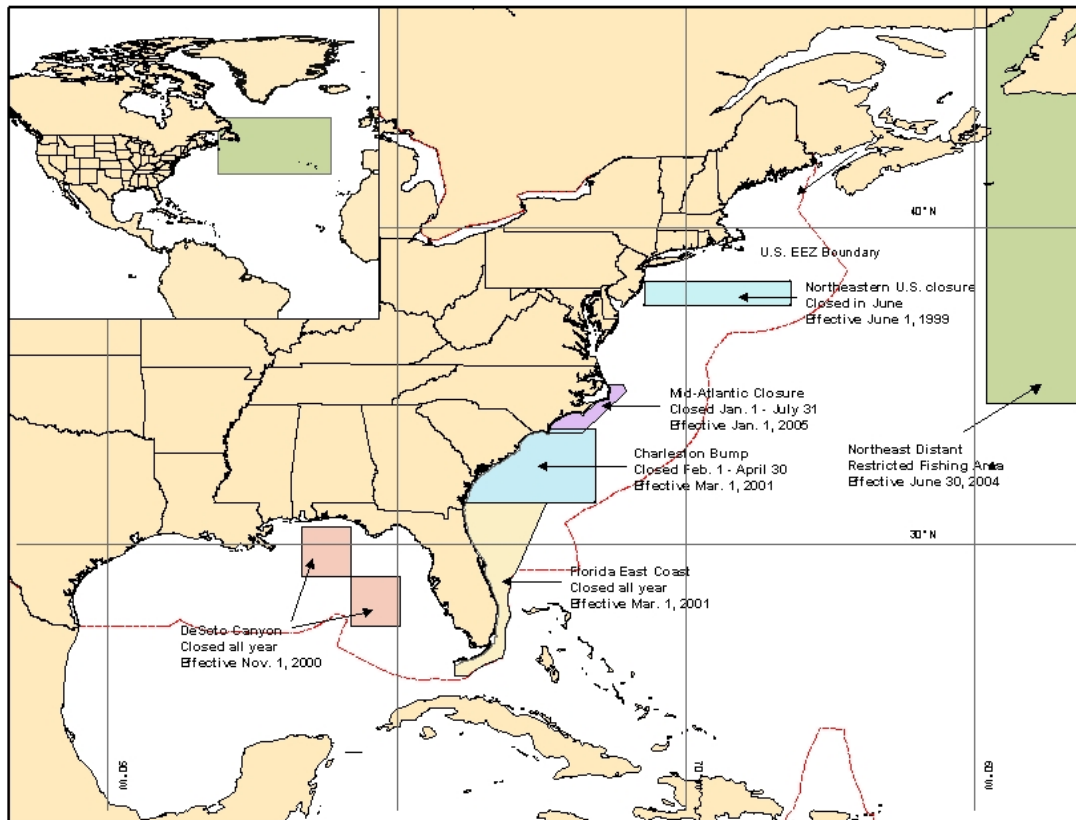 40° N
U.S. EEZ Boundary
Northeastern U.S. closure
Closed in June
Effective June 1, 1999
Mid-Atlantic Closure
Closed Jan. 1 - July 31
Effective Jan. 1, 2005
Charleston Bump
Closed Feb. 1 - April 30
Effective Mar. 1, 2001
Northeast Distant
Restricted Fishing Area
Effective June 30, 2004
30° N
Florida East Coast
Closed all year
Effective Mar. 1, 2001
DeSoto Canyon
Closed all year
Effective Nov. 1, 2000
90°W
70°W
60°W